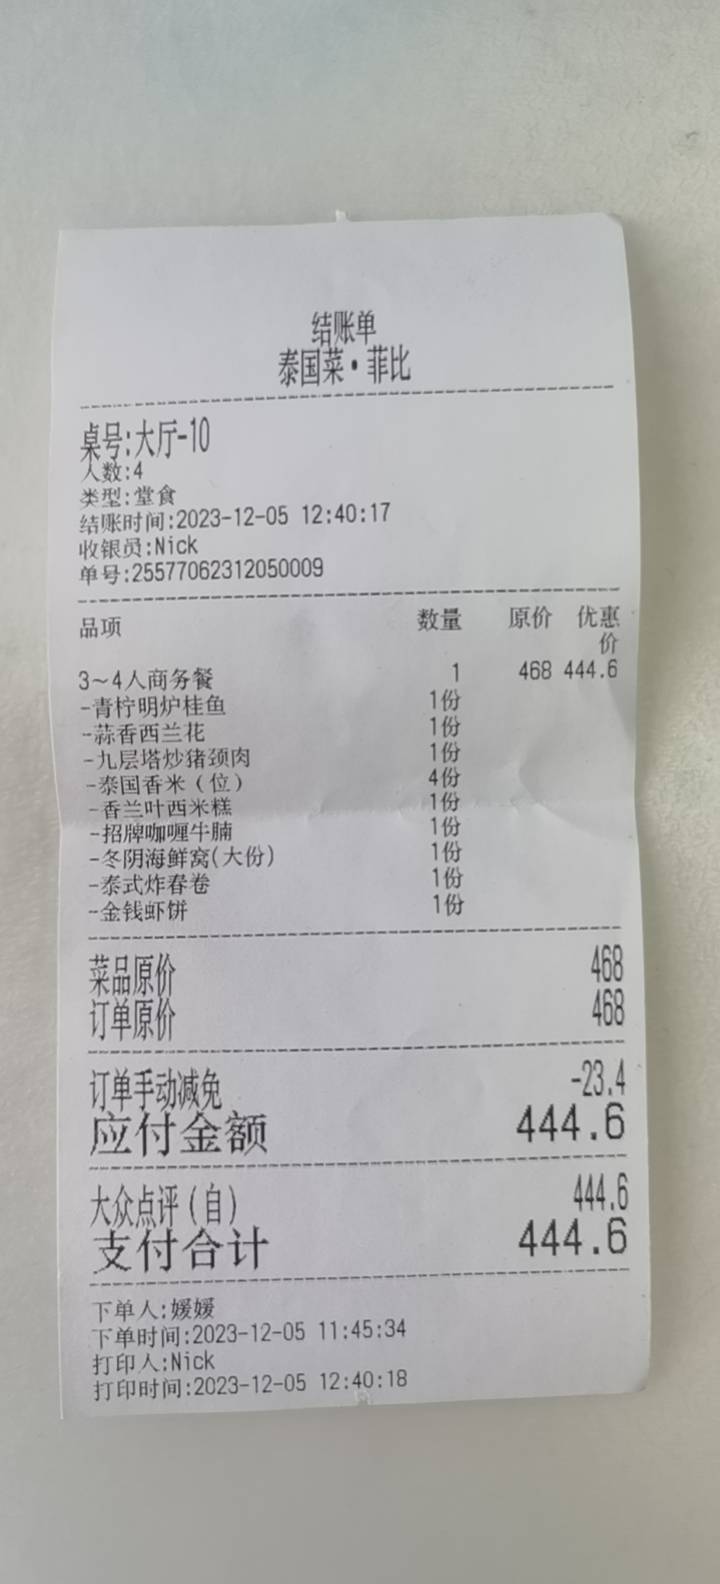 结账单
泰国菜·菲比
桌号:大厅-10
人数:4
类型:堂食
结账时间:2023-12-05 12:40:17
收银员:Nick
单号:25577062312050009
品项 数量 原价 优惠价
3~4人商务餐 1 468 444.6
-青柠明炉桂鱼 1份
-蒜香西兰花 1份
-九层塔炒猪颈肉 1份
-泰国香米(位) 4份
-香兰叶西米糕 1份
-招牌咖喱牛腩 1份
-冬阴海鲜窝(大份) 1份
-泰式炸春卷 1份
-金钱虾饼 1份
菜品原价 468
订单原价 468
订单手动减免 -23.4
应付金额 444.6
大众点评(自) 444.6
支付合计 444.6
下单人:媛媛
下单时间:2023-12-05 11:45:34
打印人:Nick
打印时间:2023-12-05 12:40:18